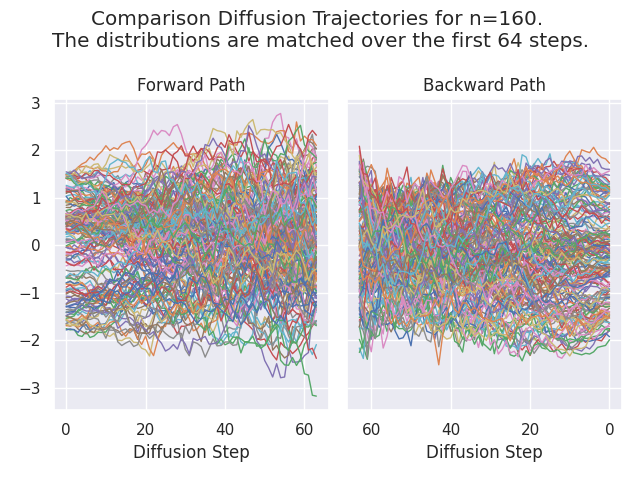 Comparison Diffusion Trajectories for n=160.
The distributions are matched over the first 64 steps.
Forward Path
Backward Path
3
2
1
0
−1
−2
−3
0 20 40 60
60 40 20 0
Diffusion Step
Diffusion Step